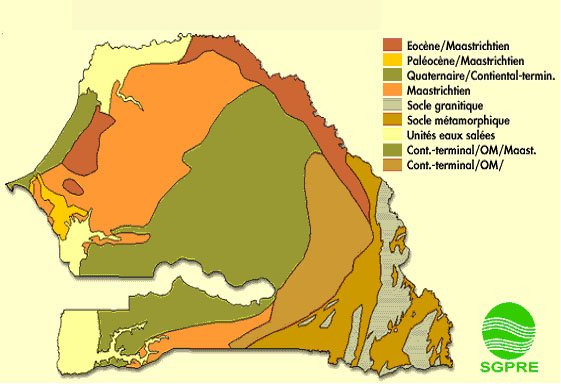 Eocène/Maastrichtien
Paléocène/Maastrichtien
Quaternaire/Contiental-termin.
Maastrichtien
Socle granitique
Socle métamorphique
Unités eaux salées
Cont.-terminal/OM/Maast.
Cont.-terminal/OM/
SGPRE